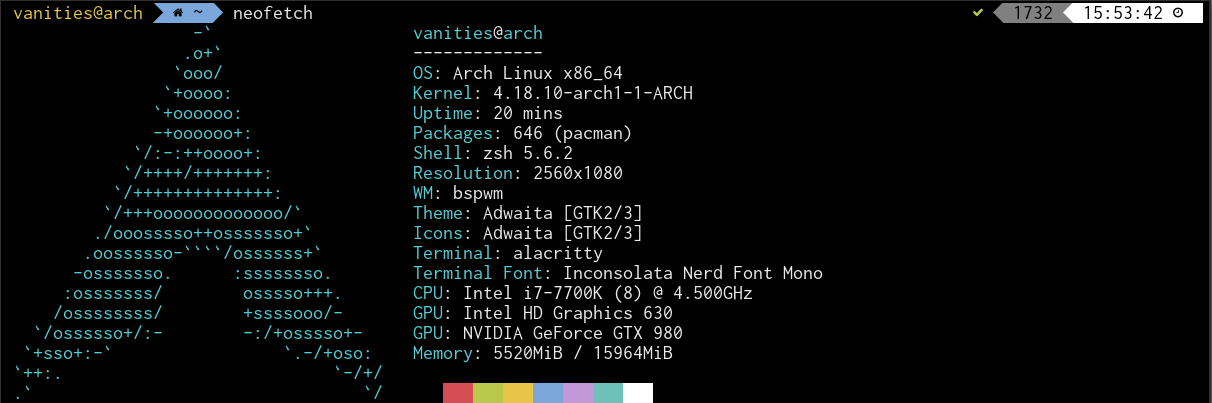 vanities@arch ~ neofetch ✔ 1732 15:53:42
-`
.o+`
`ooo/
`+oooo:
`+oooooo:
-+oooooo+:
`/:-:++oooo+:
`/++++/+++++++:
`/++++++++++++++:
`/+++ooooooooooooo/`
./ooosssso++osssssso+`
.oossssso-````/ossssss+`
-osssssso.      :ssssssso.
:osssssss/        osssso+++.
/ossssssss/        +ssssooo/-
`/ossssso+/:-        -:/+osssso+-
`+sso+:-`                 `.-/+oso:
`++:.                           `-/+/
.`                                 `/
vanities@arch
-------------
OS: Arch Linux x86_64
Kernel: 4.18.10-arch1-1-ARCH
Uptime: 20 mins
Packages: 646 (pacman)
Shell: zsh 5.6.2
Resolution: 2560x1080
WM: bspwm
Theme: Adwaita [GTK2/3]
Icons: Adwaita [GTK2/3]
Terminal: alacritty
Terminal Font: Inconsolata Nerd Font Mono
CPU: Intel i7-7700K (8) @ 4.500GHz
GPU: Intel HD Graphics 630
GPU: NVIDIA GeForce GTX 980
Memory: 5520MiB / 15964MiB